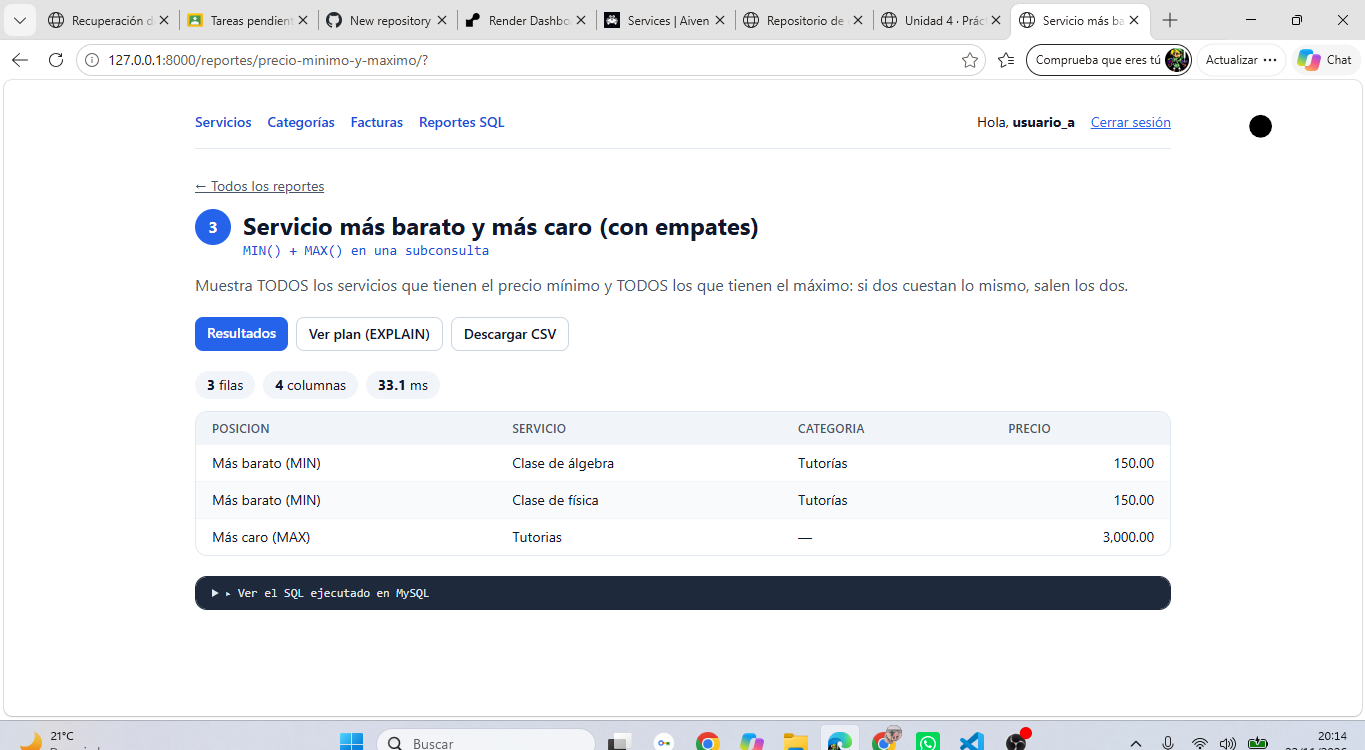 Recuperación d
Tareas pendient
New repository
Render Dashbo
Services | Aiven
Repositorio de
Unidad 4 · Prác
Servicio más ba
127.0.0.1:8000/reportes/precio-minimo-y-maximo/?
Comprueba que eres tú
Actualizar
Chat
Servicios Categorías Facturas Reportes SQL
Hola, usuario_a Cerrar sesión
← Todos los reportes
3 Servicio más barato y más caro (con empates)
MIN() + MAX() en una subconsulta
Muestra TODOS los servicios que tienen el precio mínimo y TODOS los que tienen el máximo: si dos cuestan lo mismo, salen los dos.
Resultados Ver plan (EXPLAIN) Descargar CSV
3 filas 4 columnas 33.1 ms
POSICION SERVICIO CATEGORIA PRECIO
Más barato (MIN) Clase de álgebra Tutorías 150.00
Más barato (MIN) Clase de física Tutorías 150.00
Más caro (MAX) Tutorias — 3,000.00
▶ ▸ Ver el SQL ejecutado en MySQL
21°C
Buscar
20:14